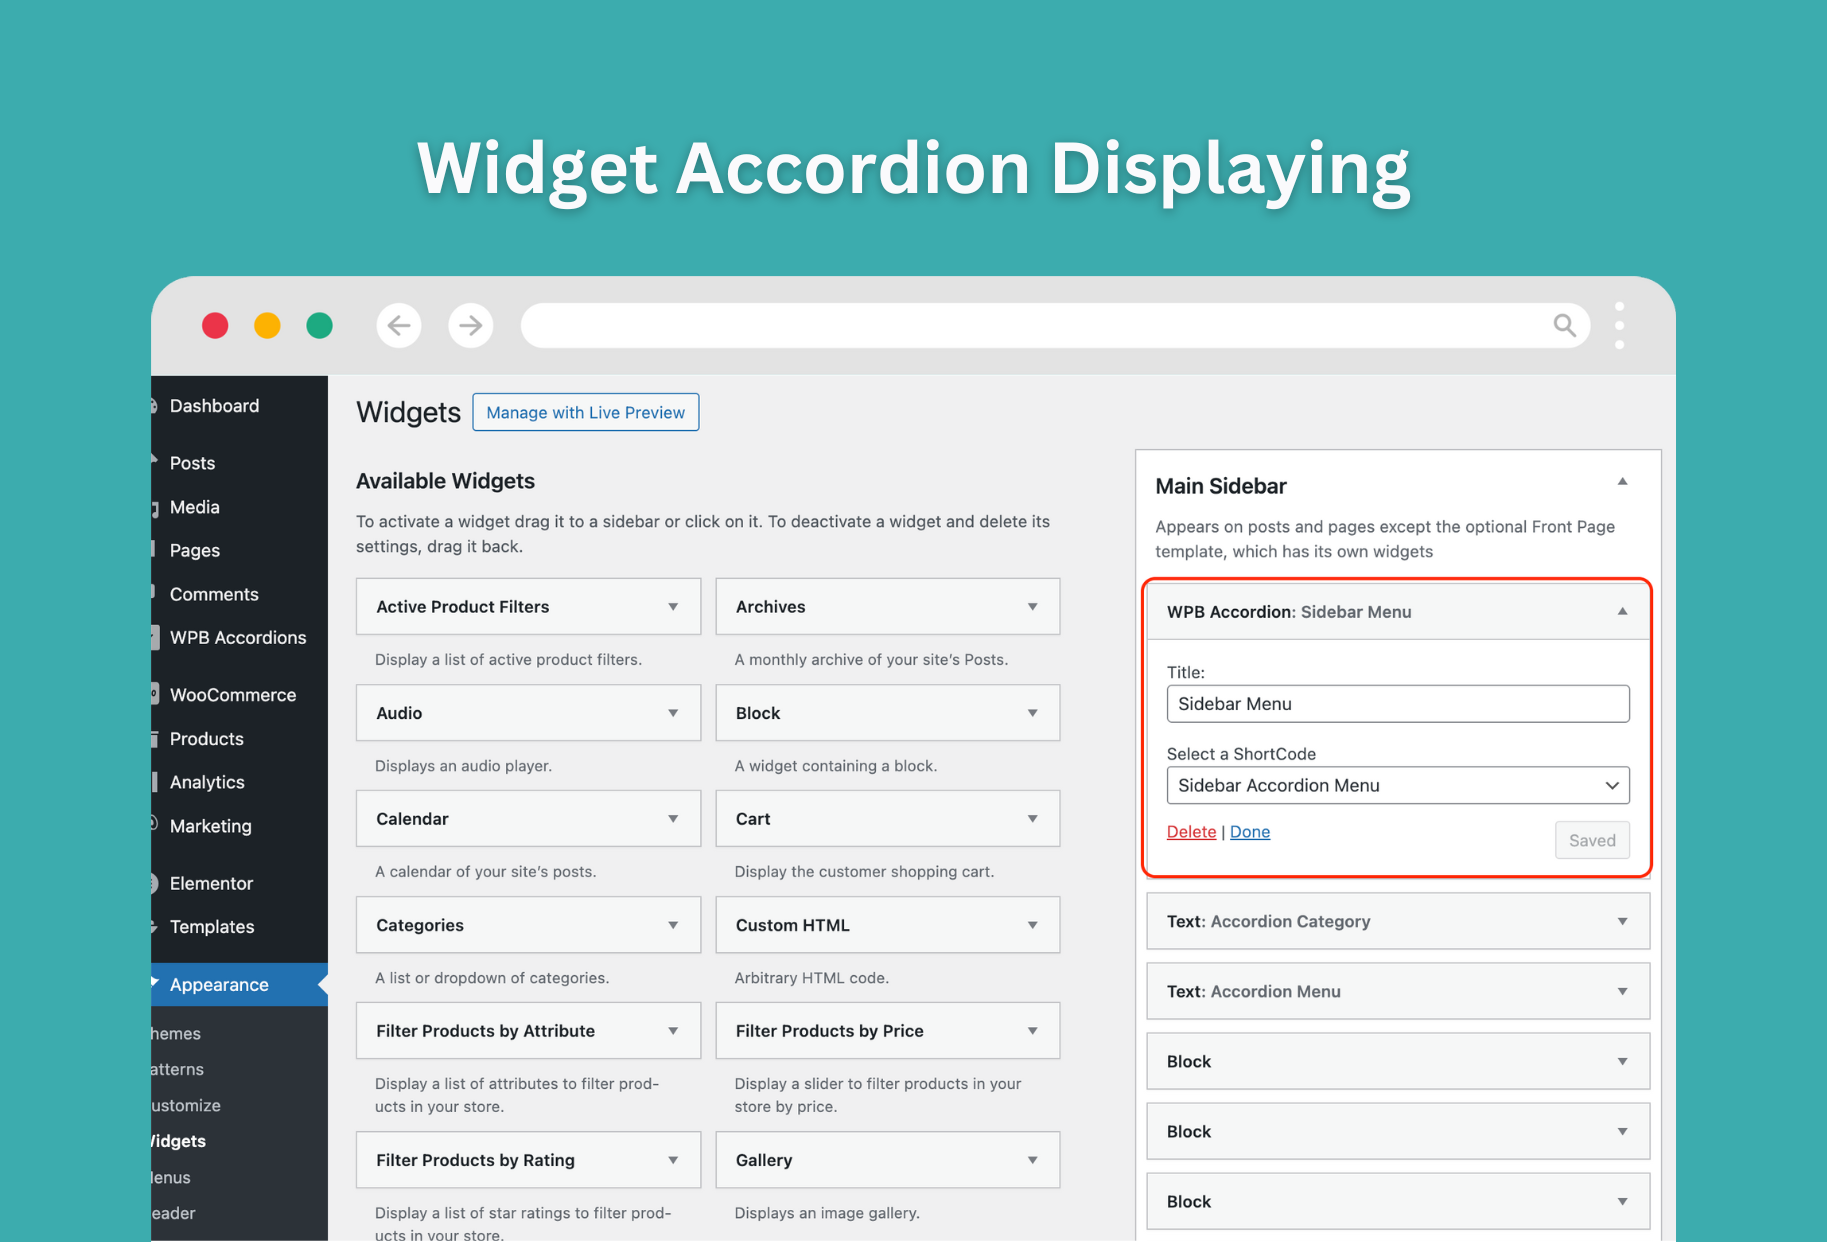 Widget Accordion Displaying
Dashboard
Posts
Media
Pages
Comments
WPB Accordions
WooCommerce
Products
Analytics
Marketing
Elementor
Templates
Appearance
hemes
atterns
ustomize
Widgets
enus
eader
Widgets
Manage with Live Preview
Available Widgets
To activate a widget drag it to a sidebar or click on it. To deactivate a widget and delete its
settings, drag it back.
Active Product Filters
Display a list of active product filters.
Archives
A monthly archive of your site's Posts.
Audio
Displays an audio player.
Block
A widget containing a block.
Calendar
A calendar of your site's posts.
Cart
Display the customer shopping cart.
Categories
A list or dropdown of categories.
Custom HTML
Arbitrary HTML code.
Filter Products by Attribute
Display a list of attributes to filter prod-
ucts in your store.
Filter Products by Price
Display a slider to filter products in your
store by price.
Filter Products by Rating
Display a list of star ratings to filter prod-
ucts in your store.
Gallery
Displays an image gallery.
Main Sidebar
Appears on posts and pages except the optional Front Page
template, which has its own widgets
WPB Accordion: Sidebar Menu
Title:
Sidebar Menu
Select a ShortCode
Sidebar Accordion Menu
Delete | Done
Saved
Text: Accordion Category
Text: Accordion Menu
Block
Block
Block